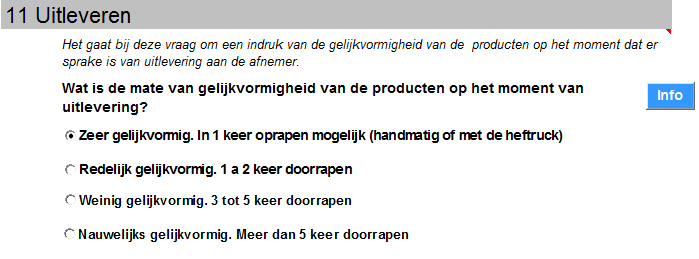 11 Uitleveren
Het gaat bij deze vraag om een indruk van de gelijkvormigheid van de producten op het moment dat er
sprake is van uitlevering aan de afnemer.
Wat is de mate van gelijkvormigheid van de producten op het moment van
uitlevering?
Info
Zeer gelijkvormig. In 1 keer oprapen mogelijk (handmatig of met de heftruck)
Redelijk gelijkvormig. 1 a 2 keer doorrapen
Weinig gelijkvormig. 3 tot 5 keer doorrapen
Nauwelijks gelijkvormig. Meer dan 5 keer doorrapen